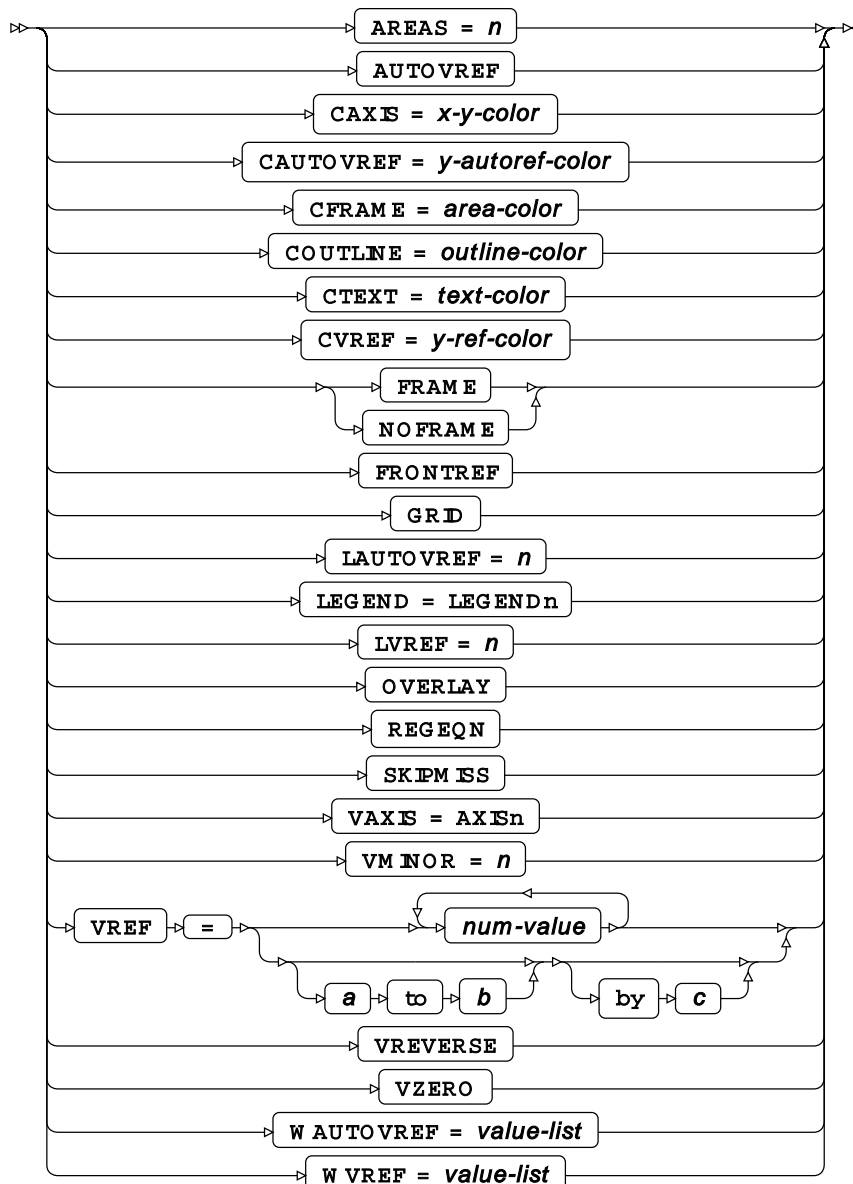 AREAS = n
AUTOVREF
CAXIS = x-y-color
CAUTOVREF = y-autoref-color
CFRAME = area-color
COUTLINE = outline-color
CTEXT = text-color
CVREF = y-ref-color
FRAME
NOFRAME
FRONTREF
GRID
LAUTOVREF = n
LEGEND = LEGENDn
LVREF = n
OVERLAY
REGEQN
SKIPMISS
VAXIS = AXISn
VMINOR = n
VREF = num-value
a to b by c
VREVERSE
VZERO
WAUTOVREF = value-list
WVREF = value-list